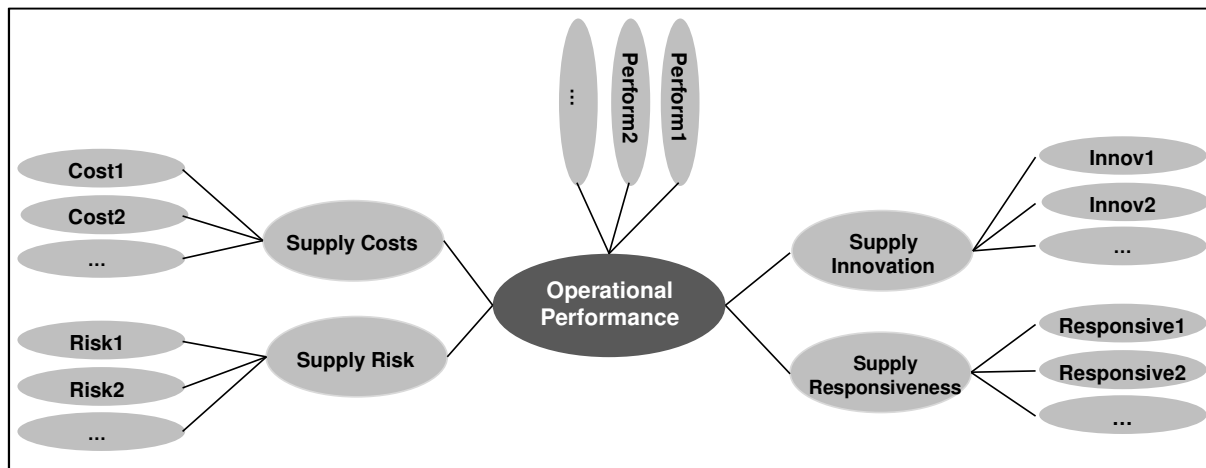 ...
Perform2
Perform1
Cost1
Cost2
...
Supply Costs
Risk1
Risk2
...
Supply Risk
Operational
Performance
Supply
Innovation
Innov1
Innov2
...
Supply
Responsiveness
Responsive1
Responsive2
...